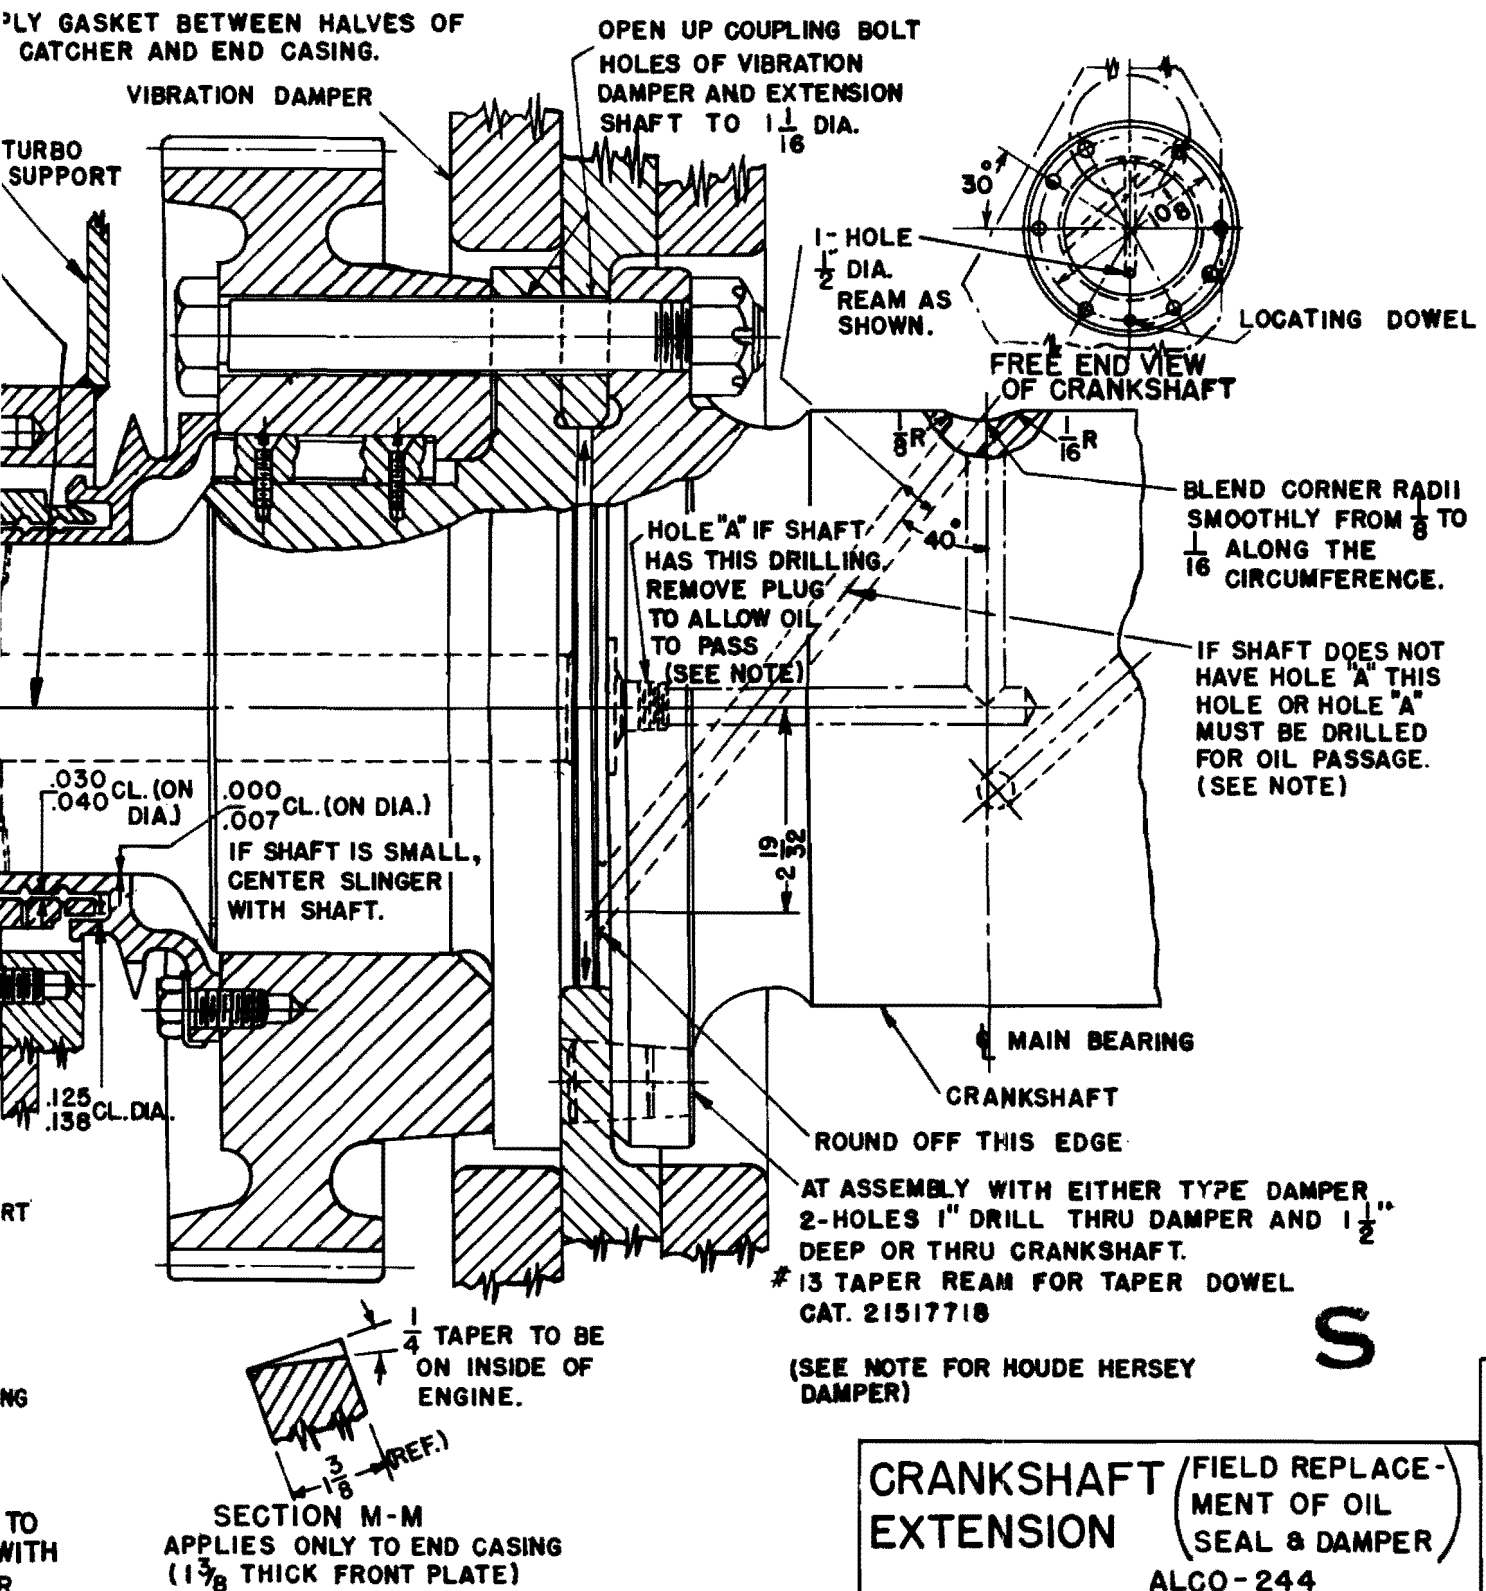 PLY GASKET BETWEEN HALVES OF
CATCHER AND END CASING.
VIBRATION DAMPER
TURBO
SUPPORT
OPEN UP COUPLING BOLT
HOLES OF VIBRATION
DAMPER AND EXTENSION
SHAFT TO 1 1/16 DIA.
30°
10 1/8
1-HOLE
1/2" DIA.
REAM AS
SHOWN.
LOCATING DOWEL
FREE END VIEW
OF CRANKSHAFT
1/8 R
1/16 R
BLEND CORNER RADII
SMOOTHLY FROM 1/8 TO
1/16 ALONG THE
CIRCUMFERENCE.
40°
HOLE "A" IF SHAFT
HAS THIS DRILLING,
REMOVE PLUG
TO ALLOW OIL
TO PASS
(SEE NOTE)
IF SHAFT DOES NOT
HAVE HOLE "A" THIS
HOLE OR HOLE "A"
MUST BE DRILLED
FOR OIL PASSAGE.
(SEE NOTE)
.030
.040 CL.(ON
DIA.)
.000
.007 CL.(ON DIA.)
IF SHAFT IS SMALL,
CENTER SLINGER
WITH SHAFT.
2 19/32
.125
.138 CL.DIA.
℄ MAIN BEARING
CRANKSHAFT
ROUND OFF THIS EDGE
AT ASSEMBLY WITH EITHER TYPE DAMPER
2-HOLES 1" DRILL THRU DAMPER AND 1 1/2"
DEEP OR THRU CRANKSHAFT.
# 13 TAPER REAM FOR TAPER DOWEL
CAT. 21517718
(SEE NOTE FOR HOUDE HERSEY
DAMPER)
RT
NG
TO
WITH
R
1/4 TAPER TO BE
ON INSIDE OF
ENGINE.
1 3/8 (REF.)
SECTION M-M
APPLIES ONLY TO END CASING
(1 3/8 THICK FRONT PLATE)
S
CRANKSHAFT
EXTENSION
(FIELD REPLACE-
MENT OF OIL
SEAL & DAMPER)
ALCO-244